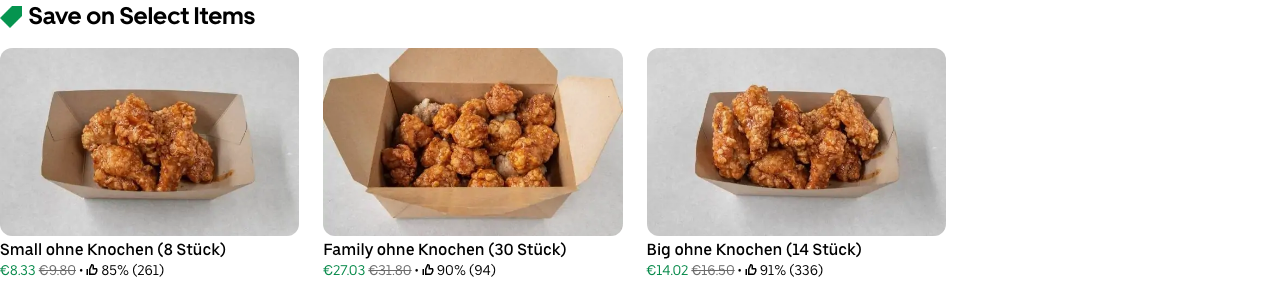 Save on Select Items
Small ohne Knochen (8 Stück)
€8.33 €9.80 • 85% (261)
Family ohne Knochen (30 Stück)
€27.03 €31.80 • 90% (94)
Big ohne Knochen (14 Stück)
€14.02 €16.50 • 91% (336)